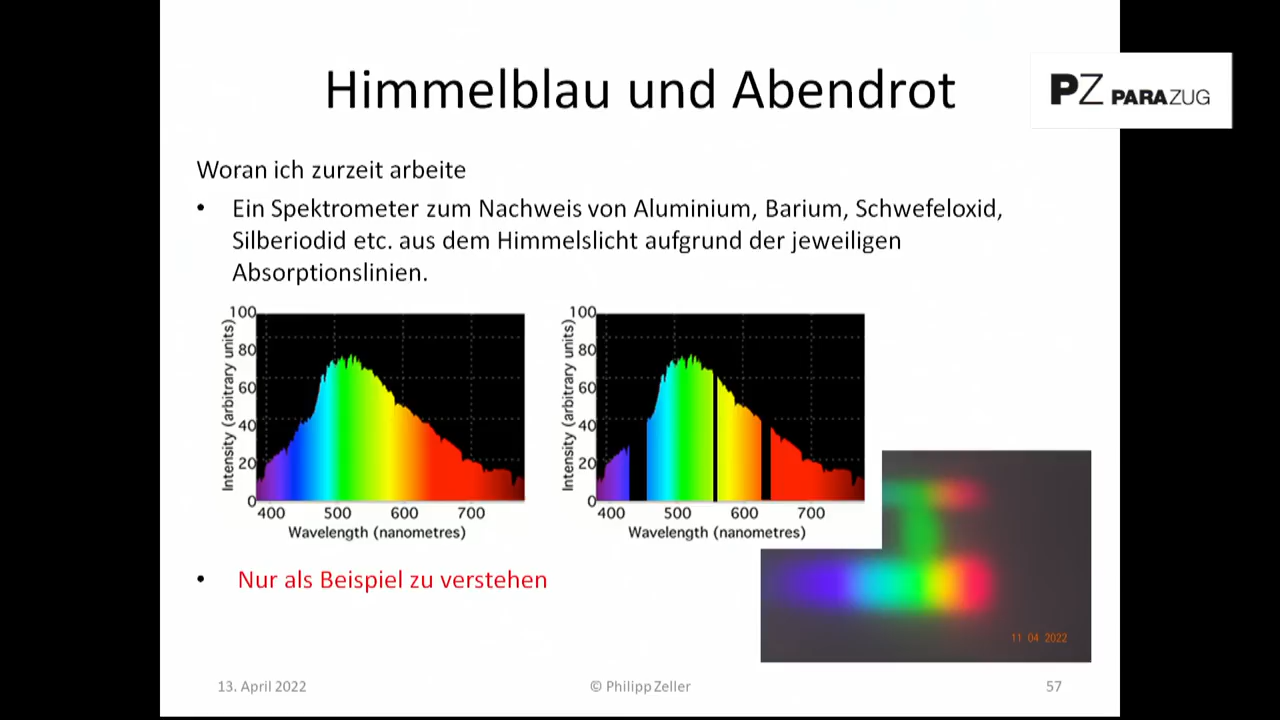 Himmelblau und Abendrot
PZ PARAZUG
Woran ich zurzeit arbeite
• Ein Spektrometer zum Nachweis von Aluminium, Barium, Schwefeloxid,
Silberiodid etc. aus dem Himmelslicht aufgrund der jeweiligen
Absorptionslinien.
Intensity (arbitrary units)
100
80
60
40
20
0
400 500 600 700
Wavelength (nanometres)
Intensity (arbitrary units)
100
80
60
40
20
0
400 500 600 700
Wavelength (nanometres)
• Nur als Beispiel zu verstehen
11 04 2022
13. April 2022
© Philipp Zeller
57